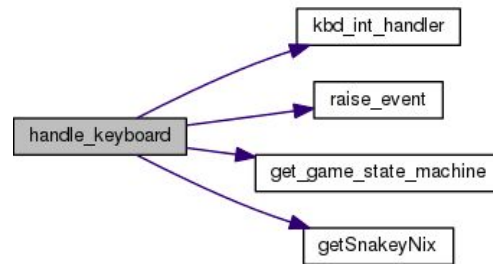 kbd_int_handler
raise_event
handle_keyboard
get_game_state_machine
getSnakeyNix